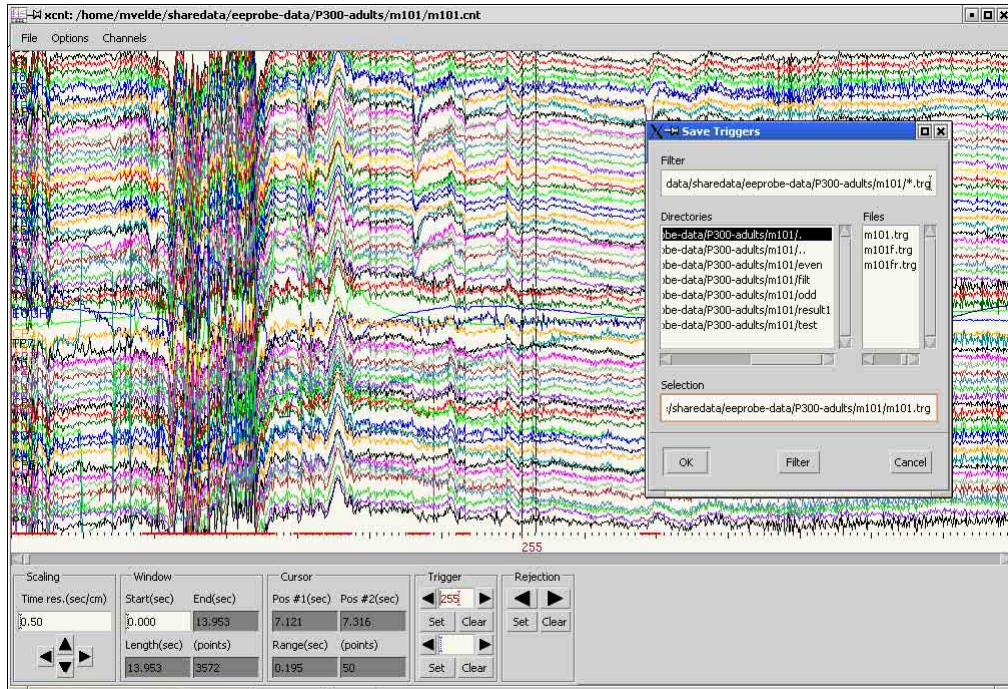 xcnt: /home/mvelde/sharedata/eeprobe-data/P300-adults/m101/m101.cnt
File Options Channels
Save Triggers
Filter
data/sharedata/eeprobe-data/P300-adults/m101/*.trg
Directories Files
obe-data/P300-adults/m101/.
obe-data/P300-adults/m101/..
obe-data/P300-adults/m101/even
obe-data/P300-adults/m101/filt
obe-data/P300-adults/m101/odd
obe-data/P300-adults/m101/result1
obe-data/P300-adults/m101/test
m101.trg
m101f.trg
m101fr.trg
Selection
:/sharedata/eeprobe-data/P300-adults/m101/m101.trg
OK Filter Cancel
255
Scaling Window Cursor Trigger Rejection
Time res.(sec/cm) Start(sec) End(sec) Pos #1(sec) Pos #2(sec) 255
0.50 0.000 13.953 7.121 7.316 Set Clear Set Clear
Length(sec) (points) Range(sec) (points)
13.953 3572 0.195 50 Set Clear